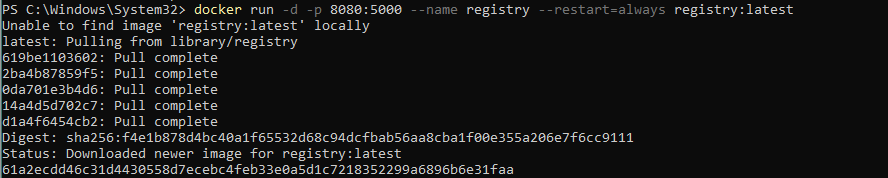 PS C:\Windows\System32> docker run -d -p 8080:5000 --name registry --restart=always registry:latest
Unable to find image 'registry:latest' locally
latest: Pulling from library/registry
619be1103602: Pull complete
2ba4b87859f5: Pull complete
0da701e3b4d6: Pull complete
14a4d5d702c7: Pull complete
d1a4f6454cb2: Pull complete
Digest: sha256:f4e1b878d4bc40a1f65532d68c94dcfbab56aa8cba1f00e355a206e7f6cc9111
Status: Downloaded newer image for registry:latest
61a2ecdd46c31d4430558d7ecebc4feb33e0a5d1c7218352299a6896b6e31faa